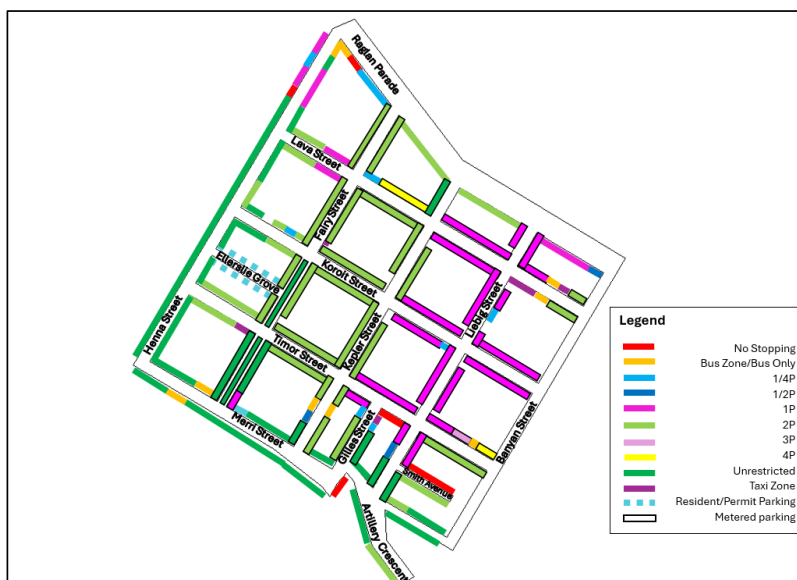 Raglan Parade
Lava Street
Fairy Street
Koroit Street
Ellerslie Grove
Liebig Street
Henna Street
Timor Street
Kepler Street
Merri Street
Gilles Street
Banyan Street
Smith Avenue
Artillery Crescent
Legend
No Stopping
Bus Zone/Bus Only
1/4P
1/2P
1P
2P
3P
4P
Unrestricted
Taxi Zone
Resident/Permit Parking
Metered parking